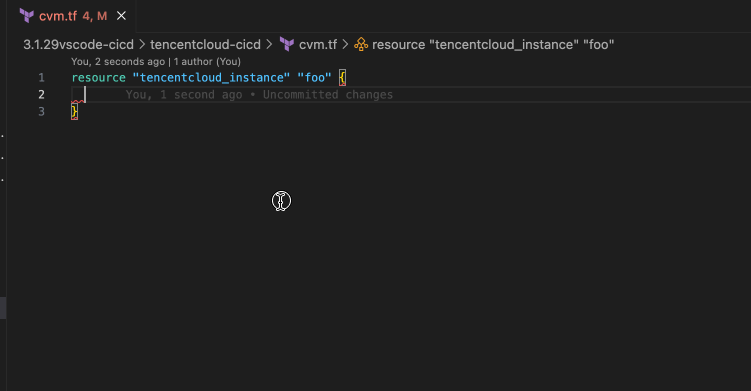 cvm.tf 4, M
3.1.29vscode-cicd > tencentcloud-cicd > cvm.tf > resource "tencentcloud_instance" "foo"
You, 2 seconds ago | 1 author (You)
1 resource "tencentcloud_instance" "foo" {
2 You, 1 second ago • Uncommitted changes
3 }